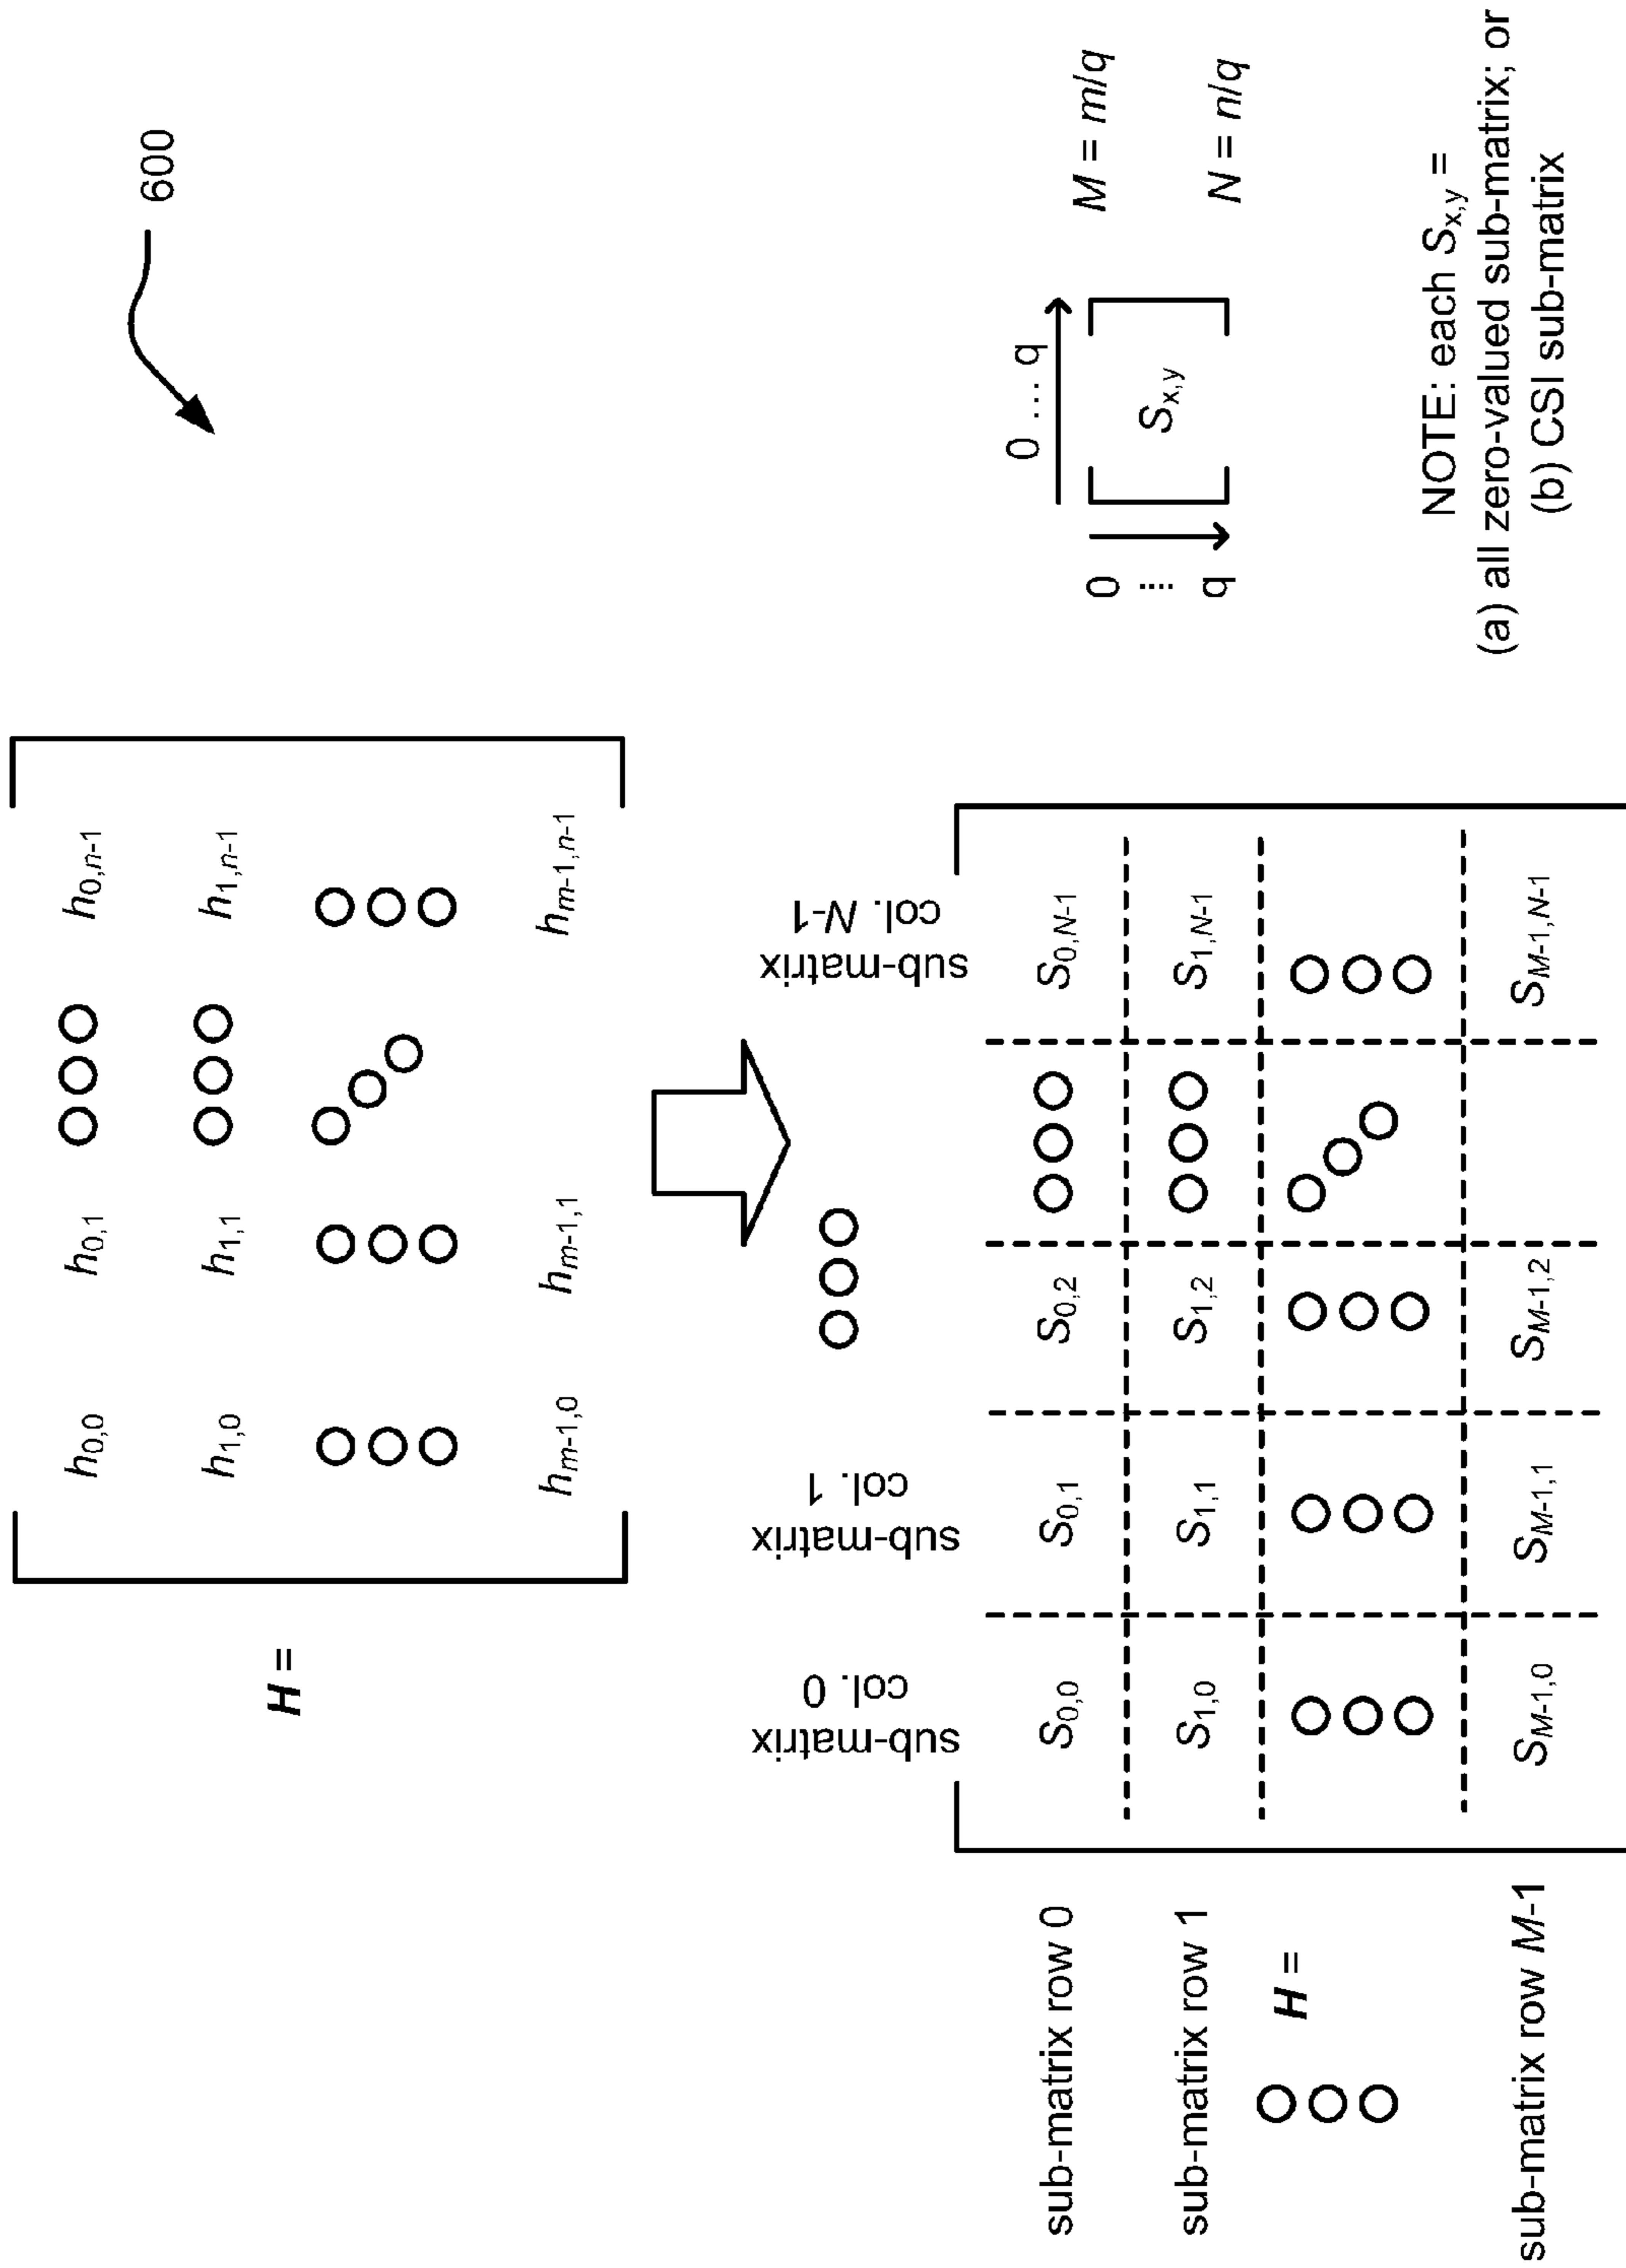 600
H =
h0,0 h0,1 h0,n-1
h1,0 h1,1 h1,n-1
hm-1,0 hm-1,1 hm-1,n-1
sub-matrix col. 0
sub-matrix col. 1
sub-matrix col. N-1
sub-matrix row 0
sub-matrix row 1
H =
sub-matrix row M-1
S0,0 S0,1 S0,2 S0,N-1
S1,0 S1,1 S1,2 S1,N-1
SM-1,0 SM-1,1 SM-1,2 SM-1,N-1
0 ... q
0
...
q
Sx,y
M = m/q
N = n/q
NOTE: each Sx,y =
(a) all zero-valued sub-matrix; or
(b) CSI sub-matrix